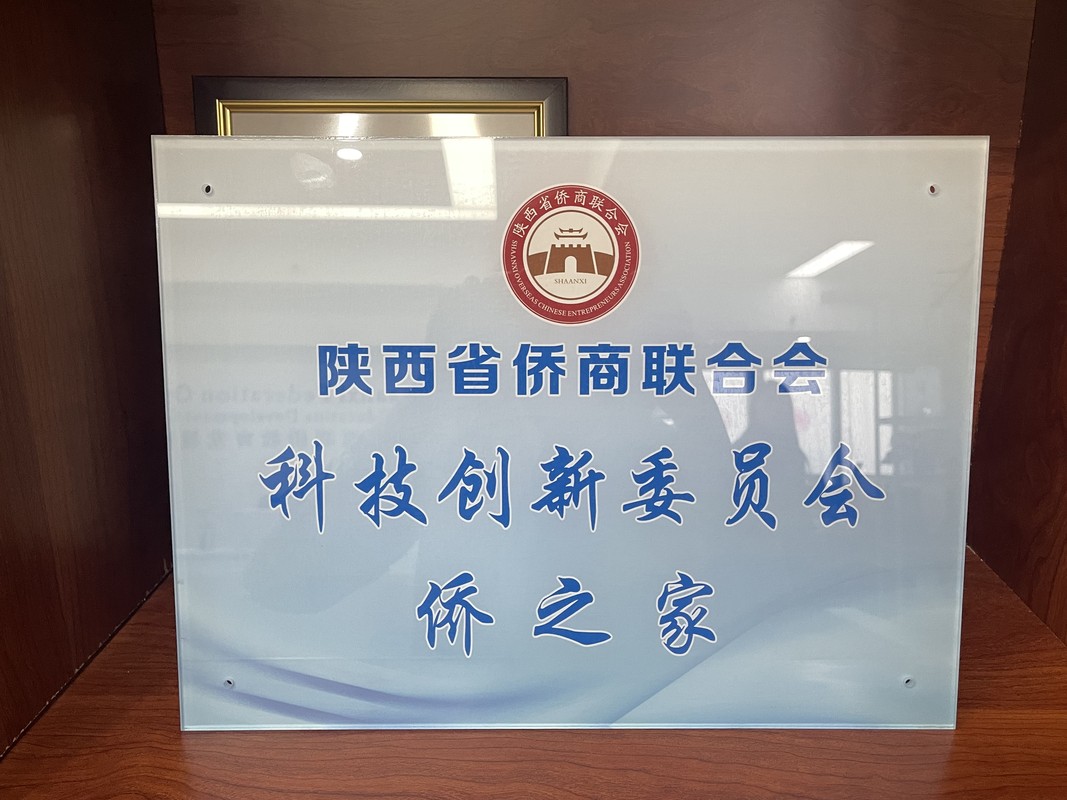 陕西省侨商联合会
SHAANXI
SHAANXI OVERSEAS CHINESE ENTREPRENEURS ASSOCIATION
陕西省侨商联合会
科技创新委员会
侨之家